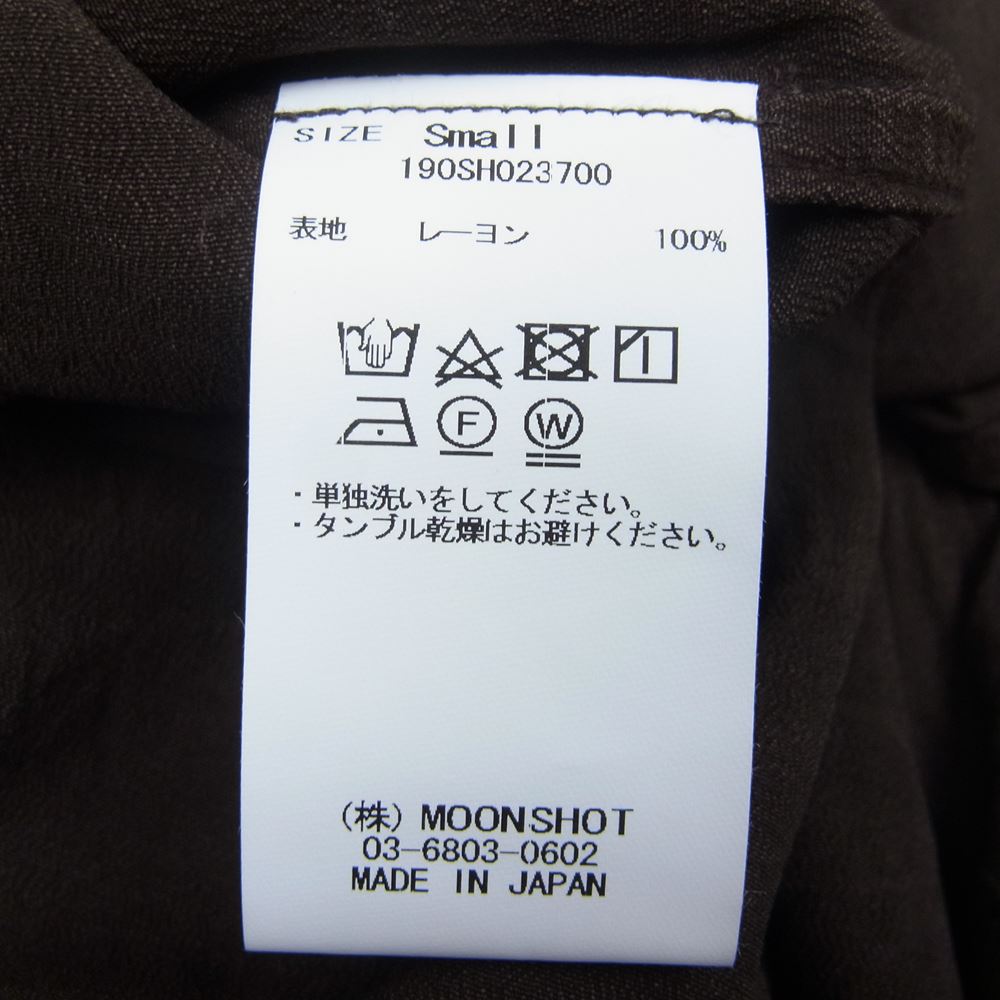 SIZE Small
190SH023700
表地 レーヨン 100%
F W
・単独洗いをしてください。
・タンブル乾燥はお避けください。
(株) MOONSHOT
03-6803-0602
MADE IN JAPAN